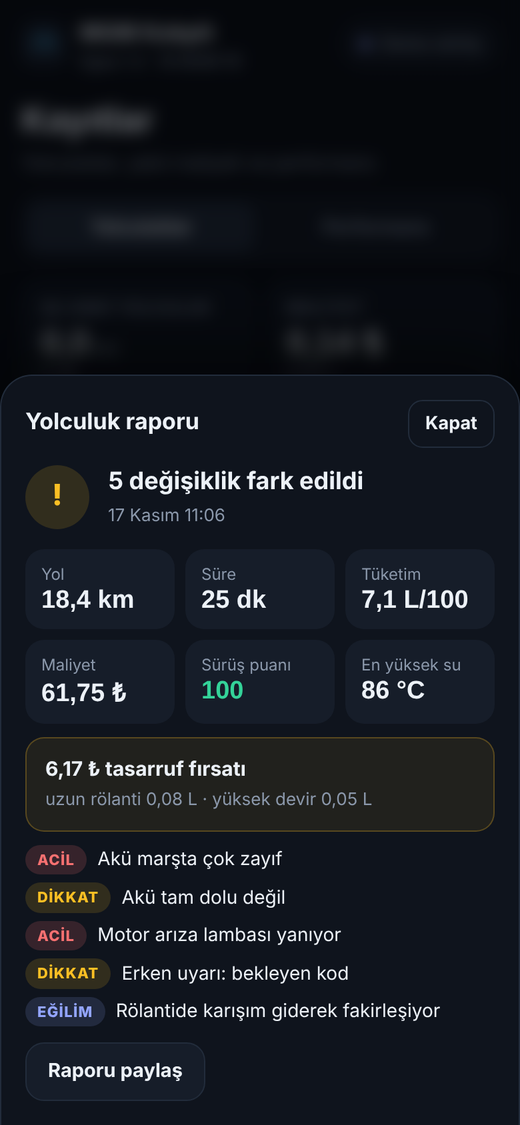 Kayıtlar
Yolculuk raporu
Kapat
!
5 değişiklik fark edildi
17 Kasım 11:06
Yol
18,4 km
Süre
25 dk
Tüketim
7,1 L/100
Maliyet
61,75 ₺
Sürüş puanı
100
En yüksek su
86 °C
6,17 ₺ tasarruf fırsatı
uzun rölanti 0,08 L · yüksek devir 0,05 L
ACİL Akü marşta çok zayıf
DİKKAT Akü tam dolu değil
ACİL Motor arıza lambası yanıyor
DİKKAT Erken uyarı: bekleyen kod
EĞİLİM Rölantide karışım giderek fakirleşiyor
Raporu paylaş